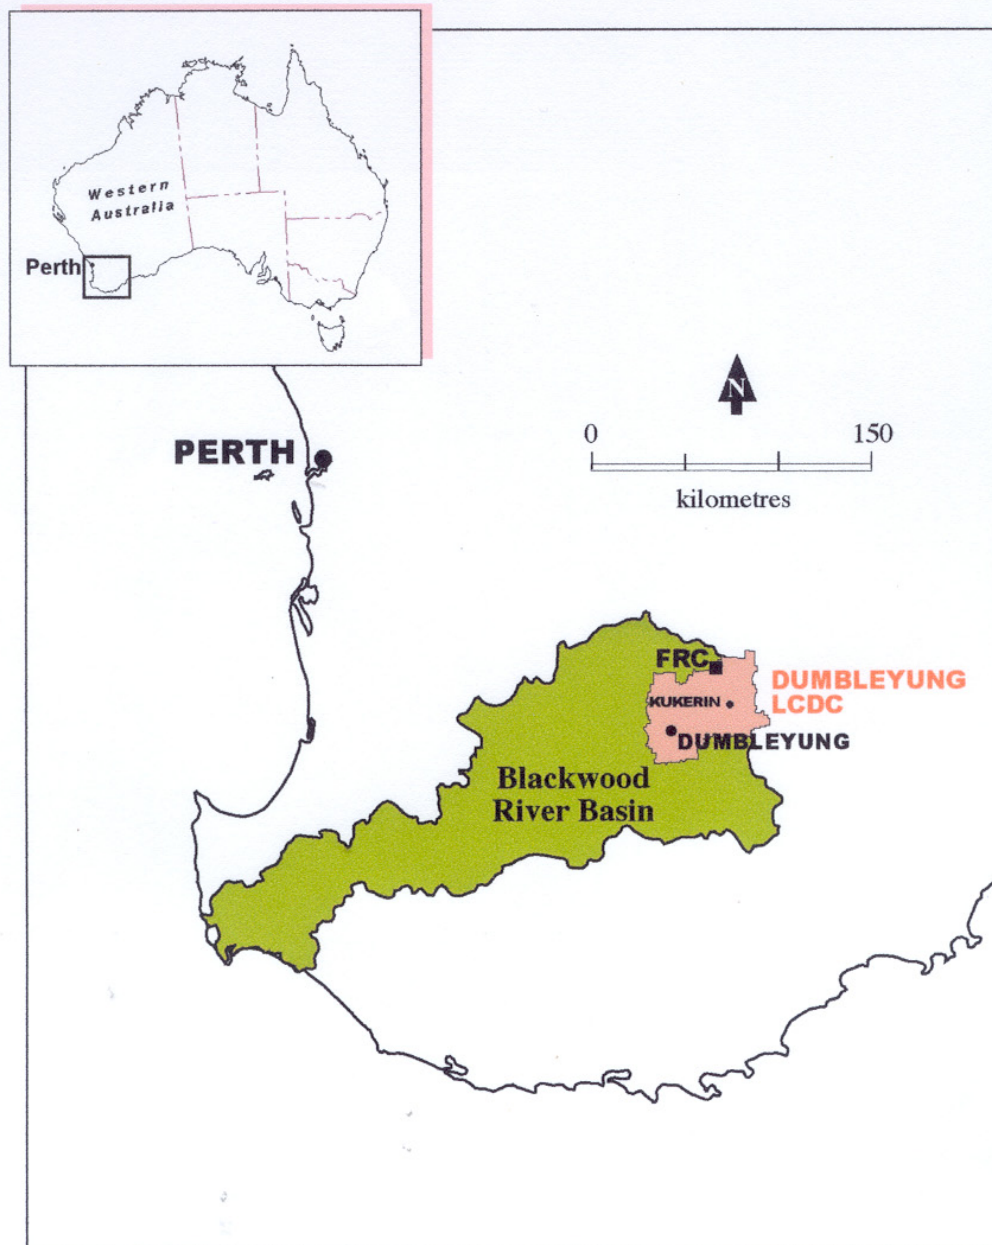 Western
Australia
Perth
N
0 150
kilometres
PERTH
FRC
DUMBLEYUNG
LCDC
KUKERIN
DUMBLEYUNG
Blackwood
River Basin